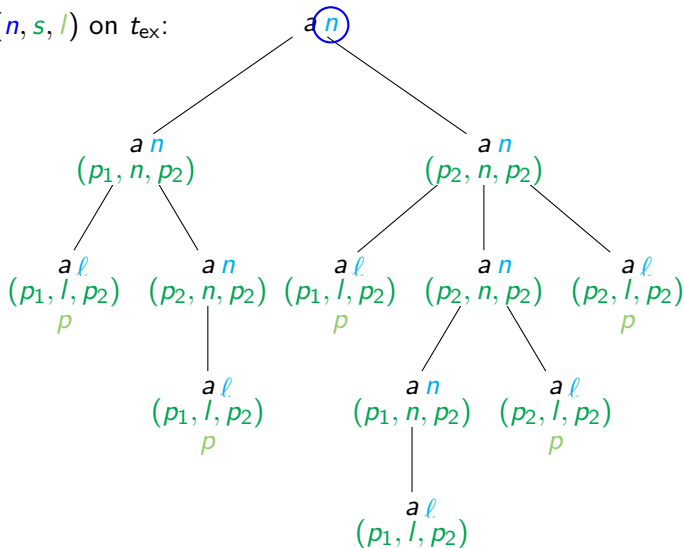 (n, s, l) on t_ex:
a n
a n a n
(p₁, n, p₂) (p₂, n, p₂)
a ℓ a n a ℓ a n a ℓ
(p₁, l, p₂) (p₂, n, p₂) (p₁, l, p₂) (p₂, n, p₂) (p₂, l, p₂)
p p p
a ℓ a n a ℓ
(p₁, l, p₂) (p₁, n, p₂) (p₂, l, p₂)
p p
a ℓ
(p₁, l, p₂)